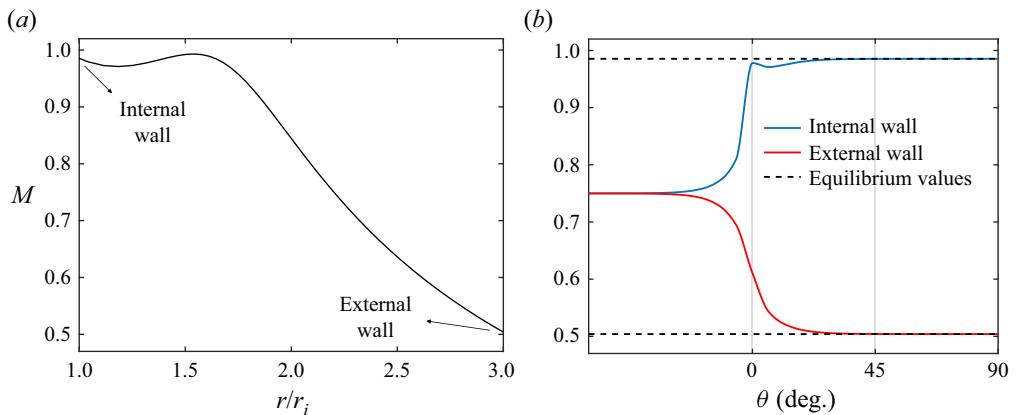 (a)
1.0
0.9
0.8
0.7
0.6
0.5
M
Internal
wall
External
wall
1.0
1.5
2.0
2.5
3.0
r/r_i
(b)
1.0
0.9
0.8
0.7
0.6
0.5
Internal wall
External wall
Equilibrium values
0
45
90
θ (deg.)